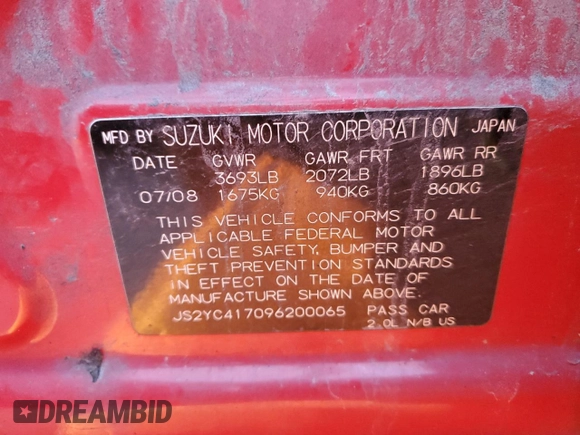 MFD BY SUZUKI MOTOR CORPORATION JAPAN
DATE GVWR GAWR FRT GAWR RR
3693LB 2072LB 1896LB
07/08 1675KG 940KG 860KG
THIS VEHICLE CONFORMS TO ALL
APPLICABLE FEDERAL MOTOR
VEHICLE SAFETY, BUMPER AND
THEFT PREVENTION STANDARDS
IN EFFECT ON THE DATE OF
MANUFACTURE SHOWN ABOVE.
JS2YC417096200065 PASS CAR
2.0L N/B US
DREAMBID